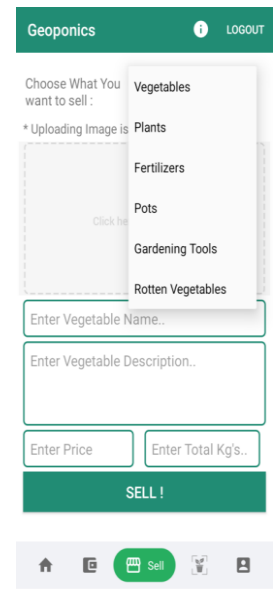 Geoponics
LOGOUT
Choose What You
want to sell :
* Uploading Image is
Click he
Vegetables
Plants
Fertilizers
Pots
Gardening Tools
Rotten Vegetables
Enter Vegetable Name..
Enter Vegetable Description..
Enter Price
Enter Total Kg's..
SELL !
Sell